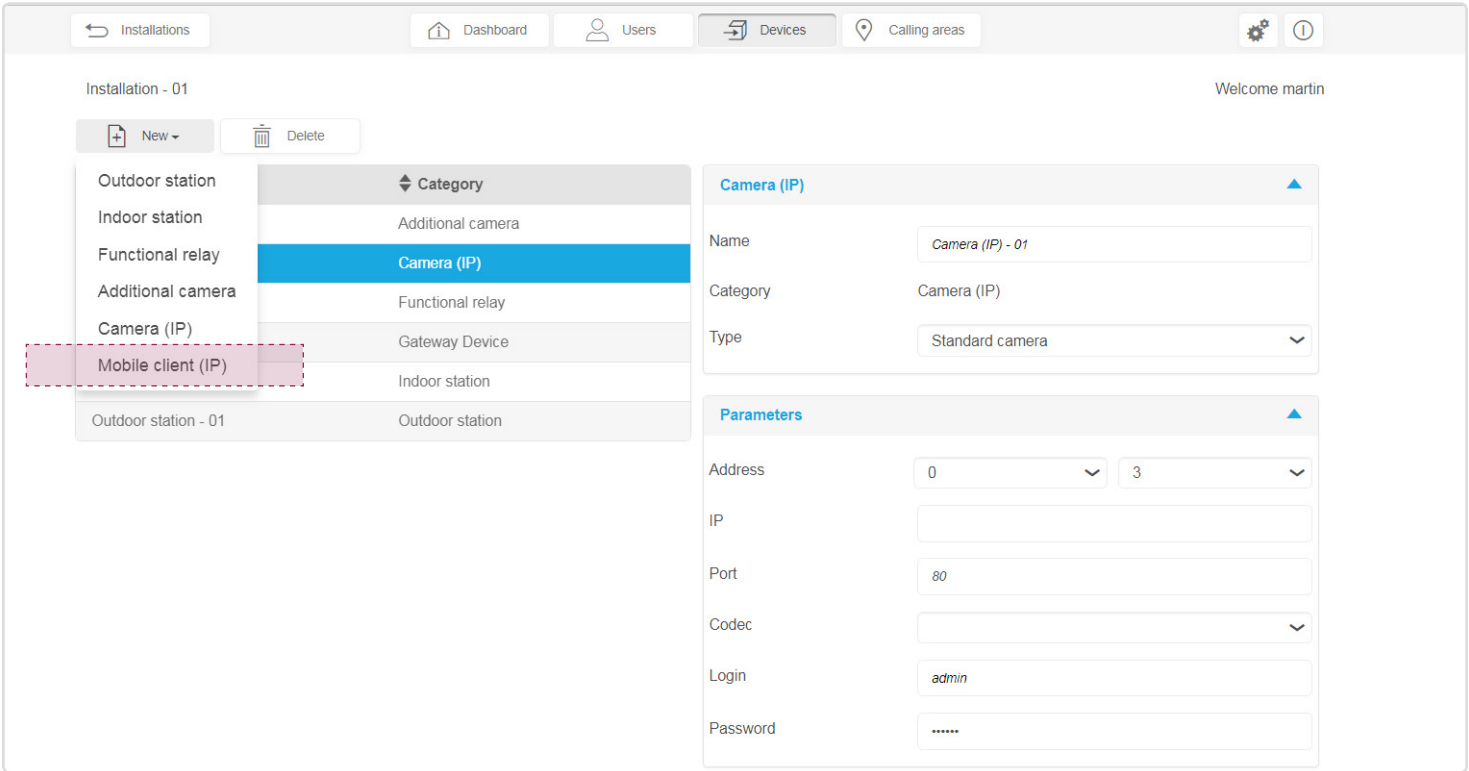 Installations Dashboard Users Devices Calling areas
Installation - 01 Welcome martin
New Delete
Outdoor station
Indoor station
Functional relay
Additional camera
Camera (IP)
Mobile client (IP)
Category
Additional camera
Camera (IP)
Functional relay
Gateway Device
Indoor station
Outdoor station - 01 Outdoor station
Camera (IP)
Name Camera (IP) - 01
Category Camera (IP)
Type Standard camera
Parameters
Address 0 3
IP
Port 80
Codec
Login admin
Password ••••••